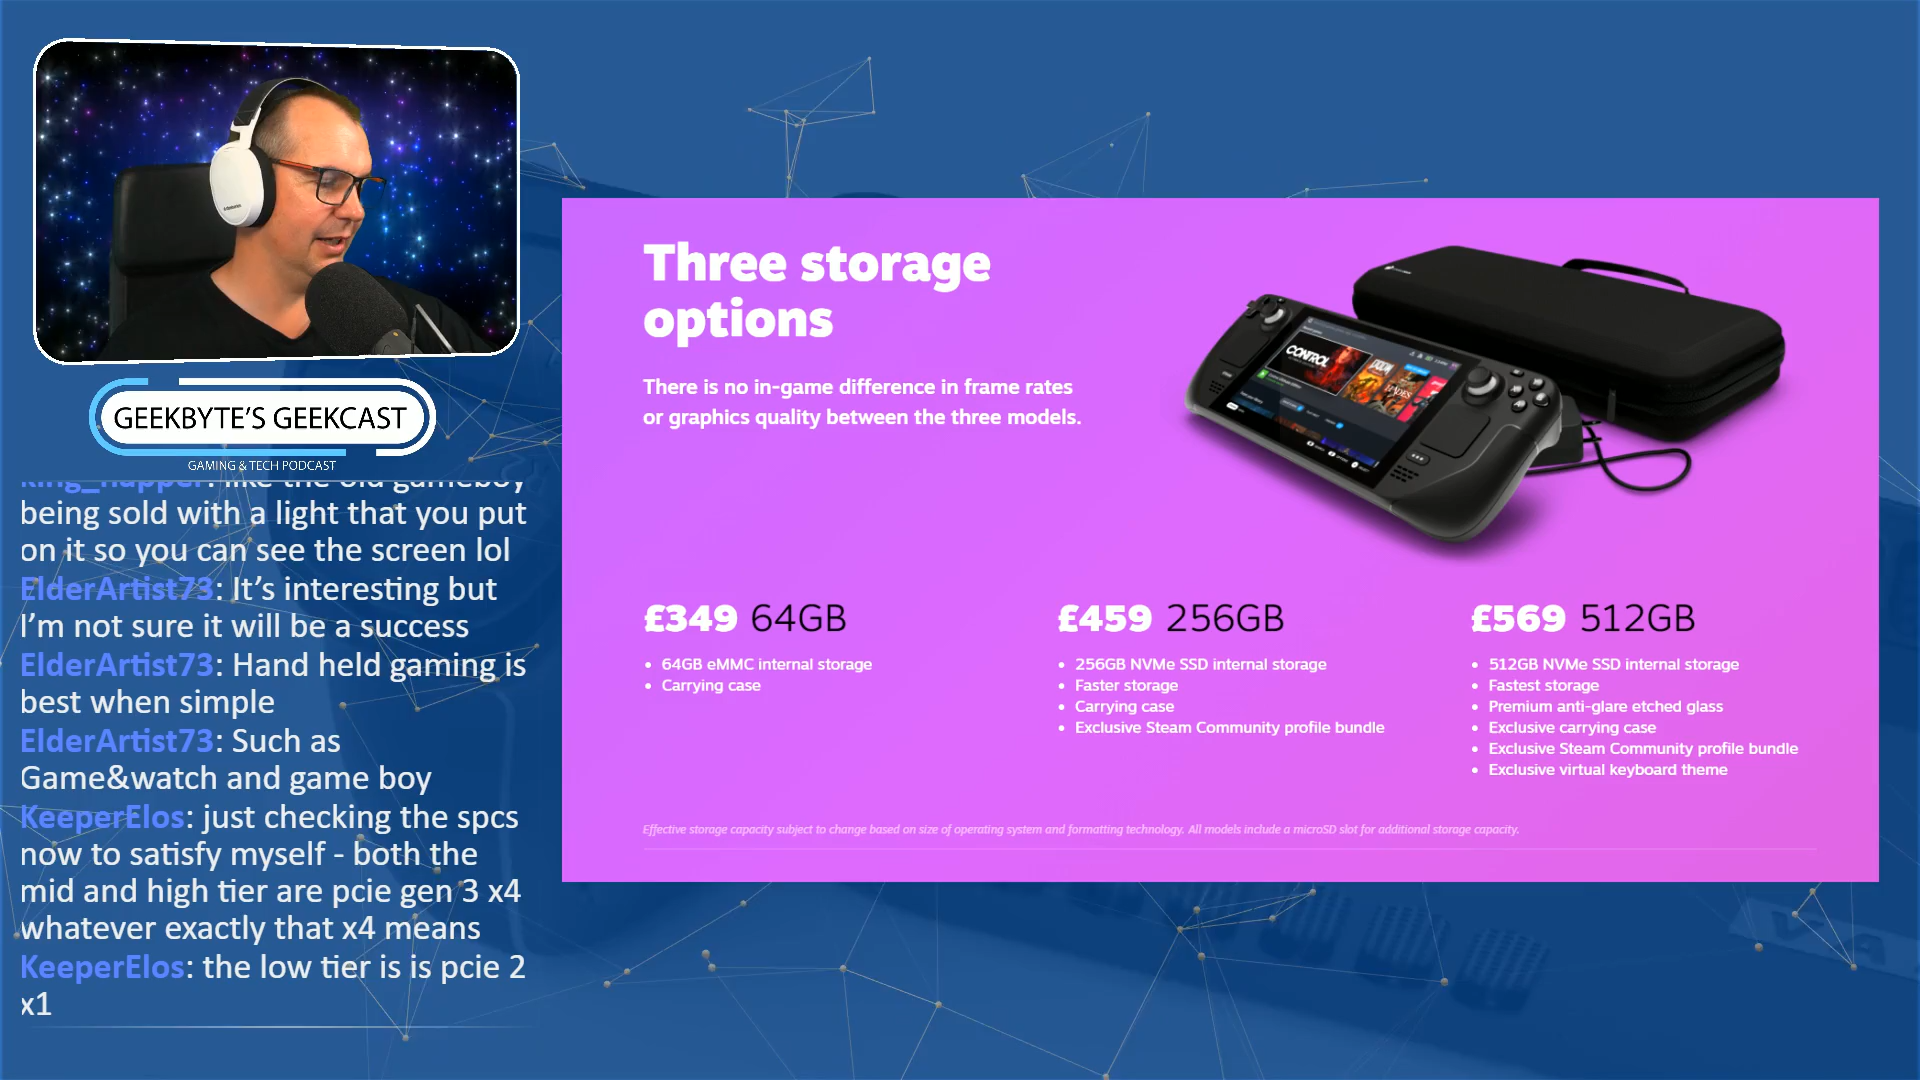 GEEKBYTE'S GEEKCAST
GAMING & TECH PODCAST
like the old gameboy
being sold with a light that you put
on it so you can see the screen lol
ElderArtist73: It's interesting but
I'm not sure it will be a success
ElderArtist73: Hand held gaming is
best when simple
ElderArtist73: Such as
Game&watch and game boy
KeeperElos: just checking the spcs
now to satisfy myself - both the
mid and high tier are pcie gen 3 x4
whatever exactly that x4 means
KeeperElos: the low tier is is pcie 2
x1
Three storage
options
There is no in-game difference in frame rates
or graphics quality between the three models.
CONTROL
DOOM
HADES
£349 64GB
• 64GB eMMC internal storage
• Carrying case
£459 256GB
• 256GB NVMe SSD internal storage
• Faster storage
• Carrying case
• Exclusive Steam Community profile bundle
£569 512GB
• 512GB NVMe SSD internal storage
• Fastest storage
• Premium anti-glare etched glass
• Exclusive carrying case
• Exclusive Steam Community profile bundle
• Exclusive virtual keyboard theme
Effective storage capacity subject to change based on size of operating system and formatting technology. All models include a microSD slot for additional storage capacity.